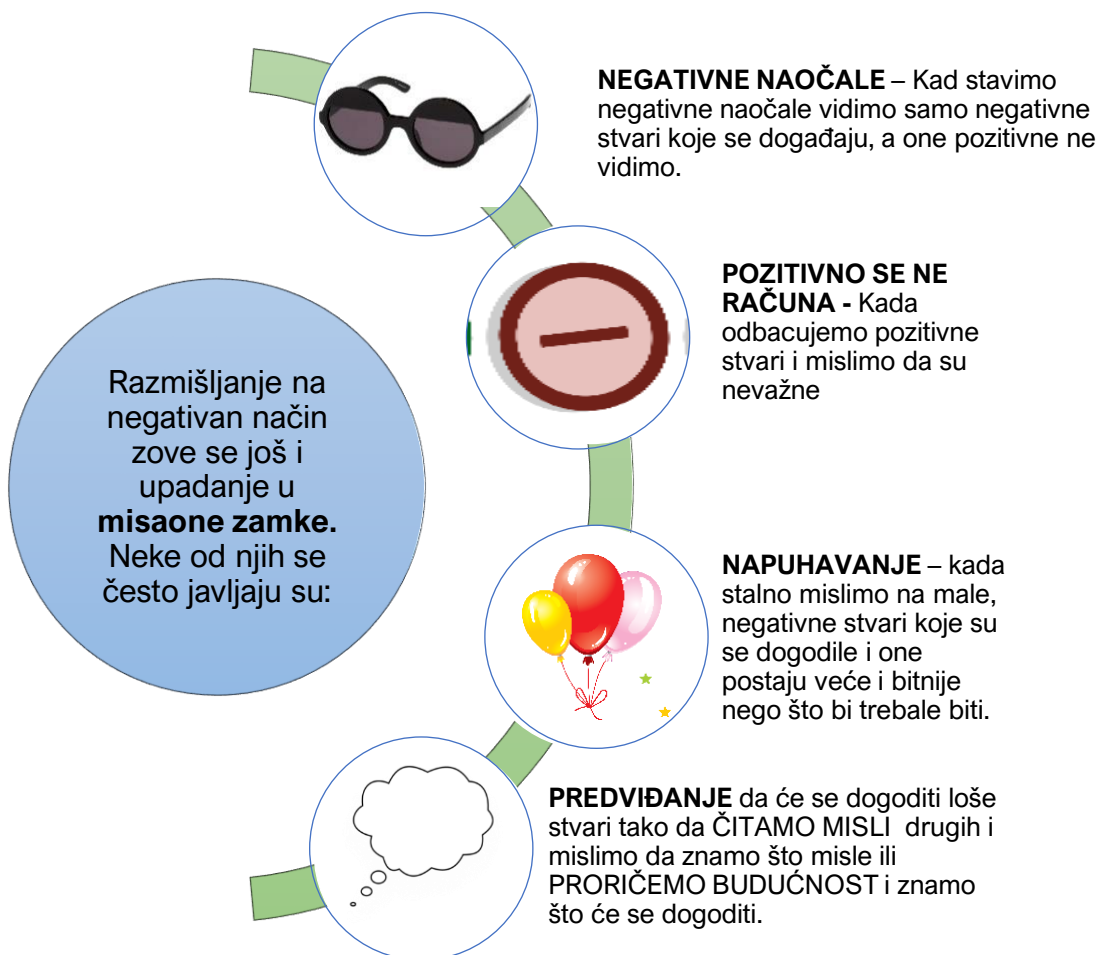 Razmišljanje na
negativan način
zove se još i
upadanje u
misaone zamke.
Neke od njih se
često javljaju su:
NEGATIVNE NAOČALE – Kad stavimo
negativne naočale vidimo samo negativne
stvari koje se događaju, a one pozitivne ne
vidimo.
POZITIVNO SE NE
RAČUNA - Kada
odbacujemo pozitivne
stvari i mislimo da su
nevažne
NAPUHAVANJE – kada
stalno mislimo na male,
negativne stvari koje su
se dogodile i one
postaju veće i bitnije
nego što bi trebale biti.
PREDVIĐANJE da će se dogoditi loše
stvari tako da ČITAMO MISLI  drugih i
mislimo da znamo što misle ili
PRORIČEMO BUDUĆNOST i znamo
što će se dogoditi.